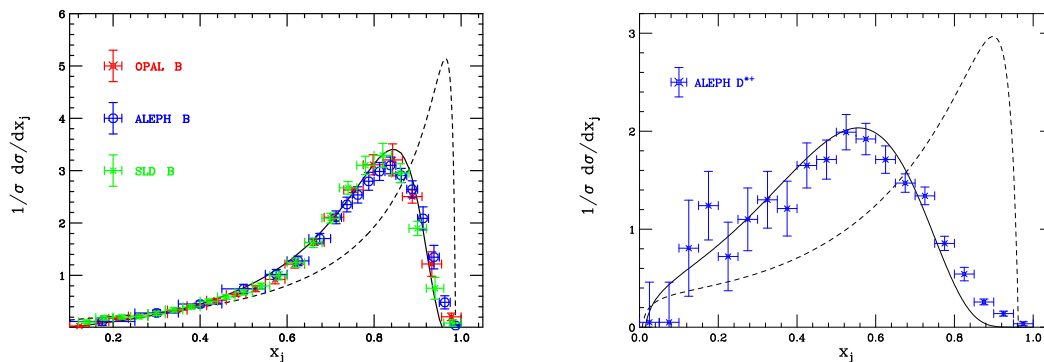 6
5
4
3
2
1
1/σ dσ/dx_j
OPAL B
ALEPH B
SLD B
0.2 0.4 0.6 0.8 1.0
x_j
3
2
1
0
1/σ dσ/dx_j
ALEPH D*+
0.0 0.2 0.4 0.6 0.8 1.0
x_j